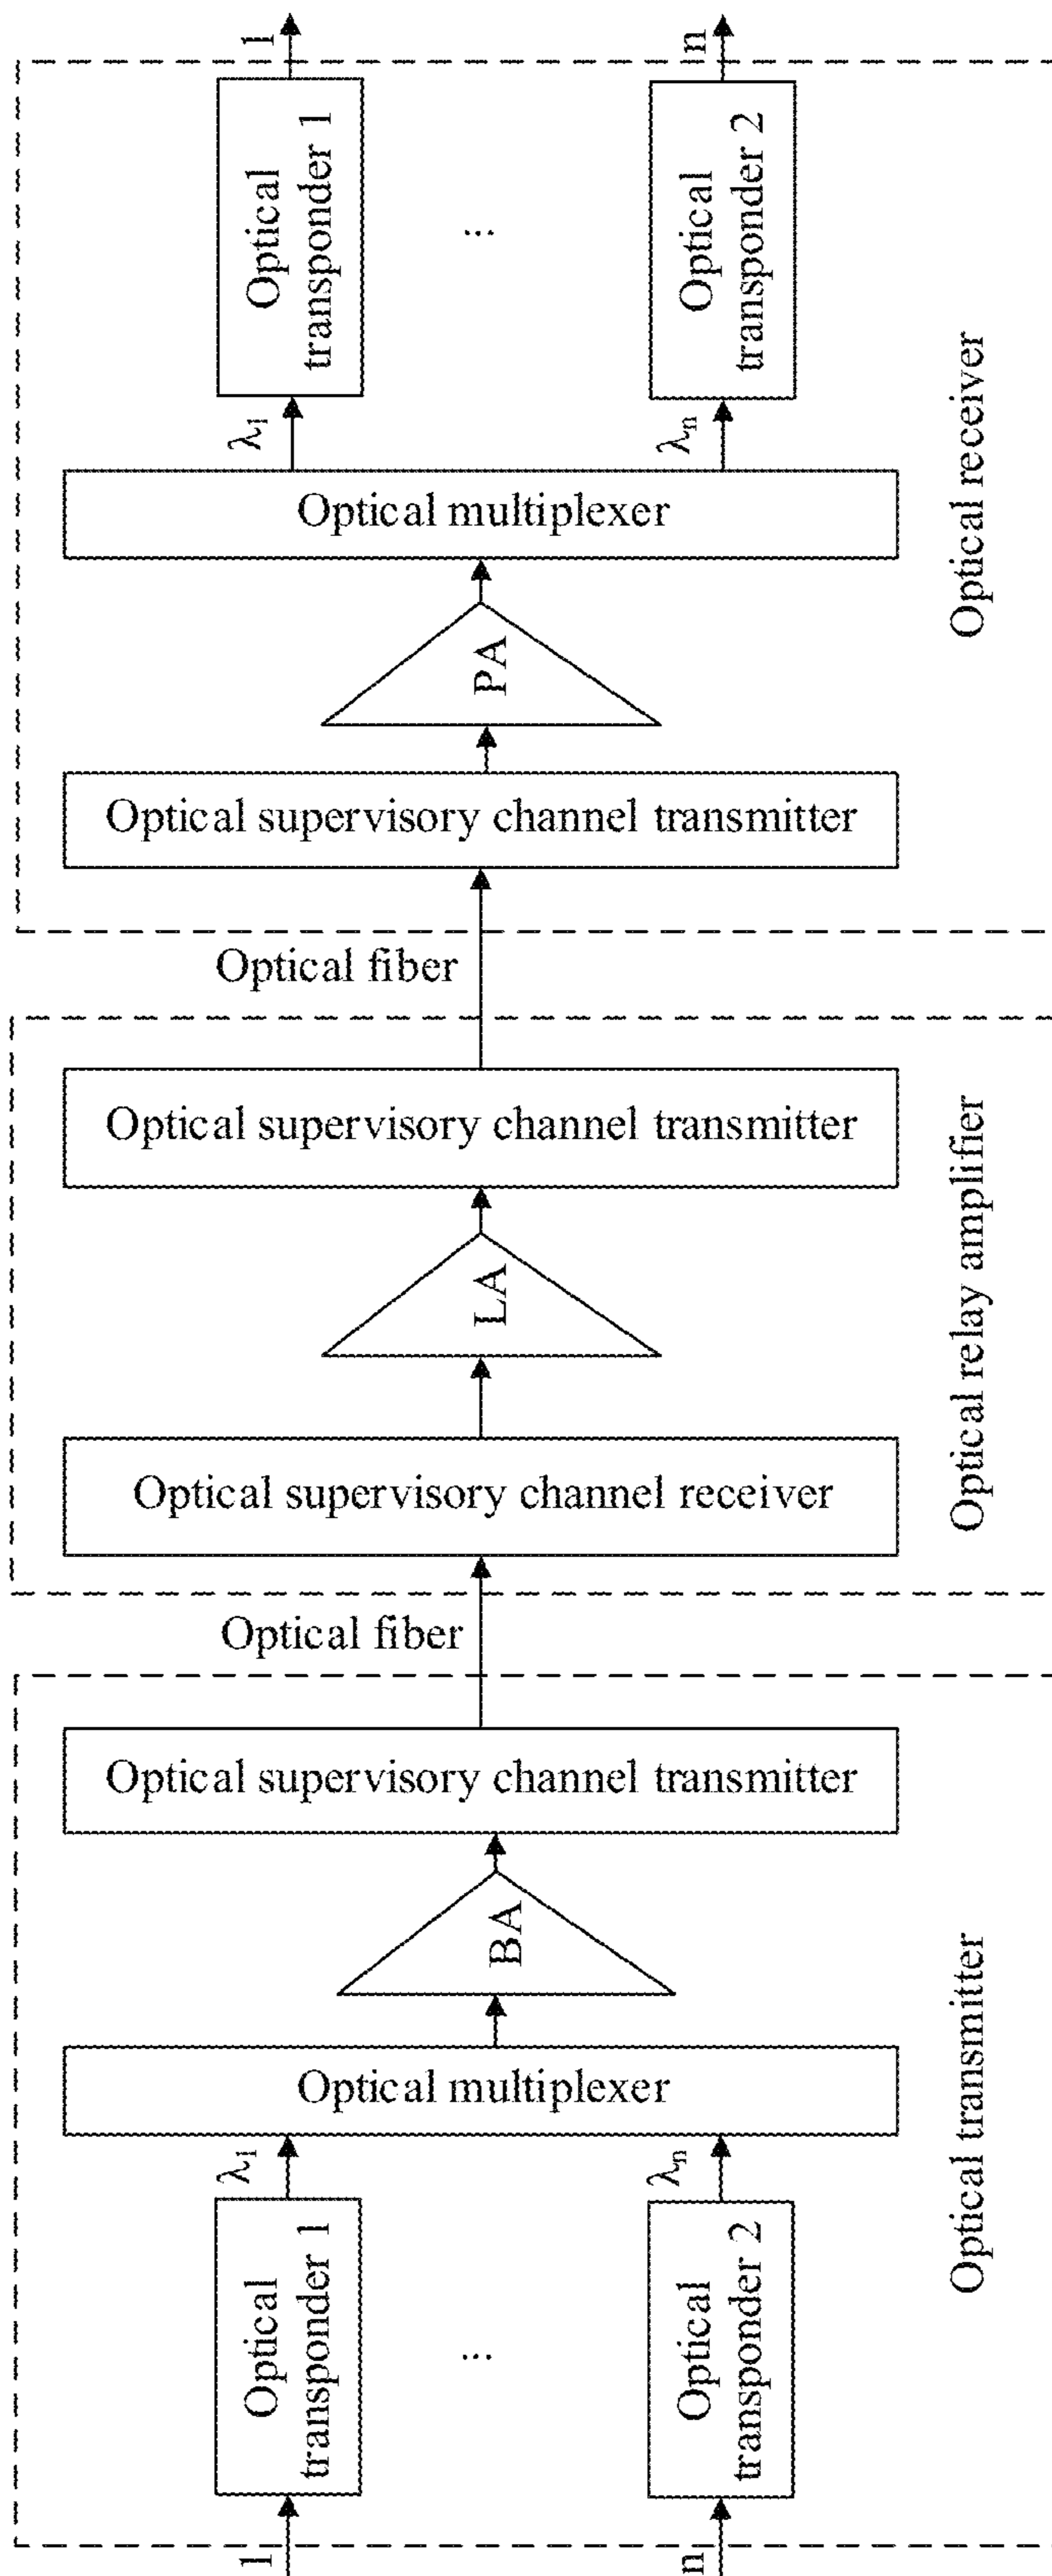 1
Optical
transponder 1
n
Optical
transponder 2
...
λ1
λn
Optical multiplexer
PA
Optical supervisory channel transmitter
Optical receiver
Optical fiber
Optical supervisory channel transmitter
LA
Optical supervisory channel receiver
Optical relay amplifier
Optical fiber
Optical supervisory channel transmitter
BA
Optical multiplexer
λ1
λn
Optical
transponder 1
...
Optical
transponder 2
1
n
Optical transmitter